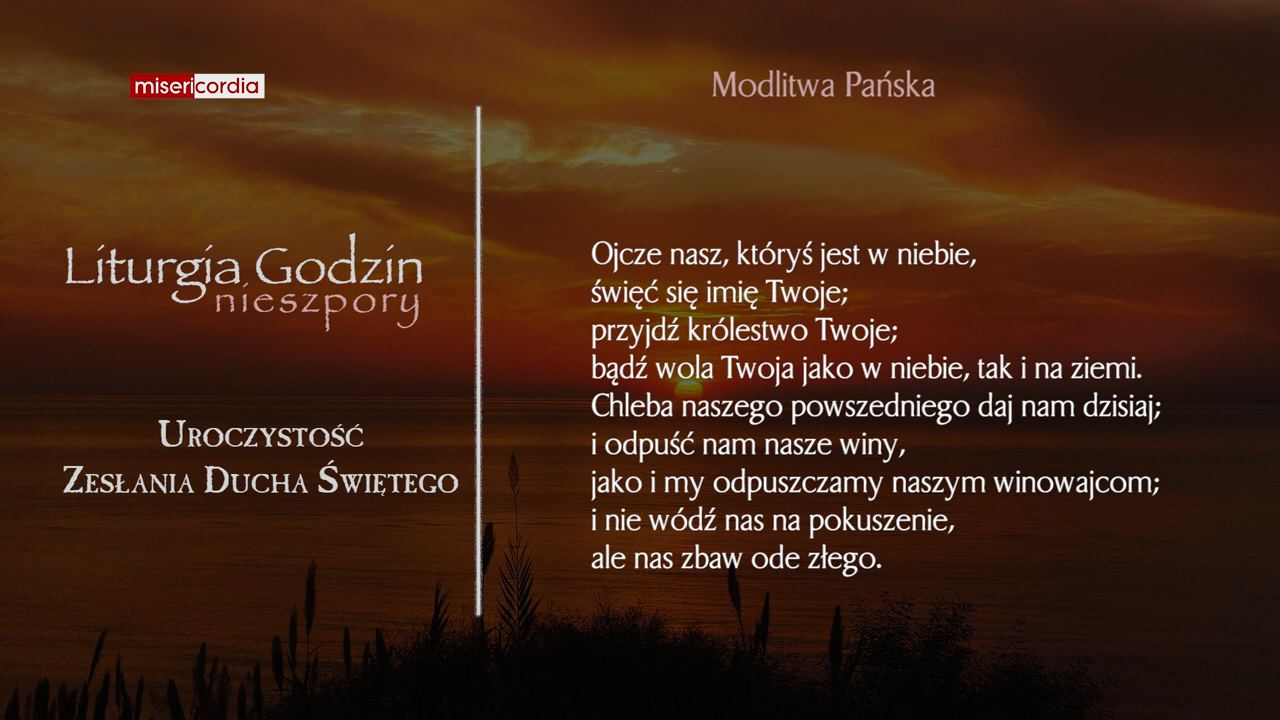 misericordia
Liturgia Godzin
nieszpory
Uroczystość
Zesłania Ducha Świętego
Modlitwa Pańska
Ojcze nasz, któryś jest w niebie,
święć się imię Twoje;
przyjdź królestwo Twoje;
bądź wola Twoja jako w niebie, tak i na ziemi.
Chleba naszego powszedniego daj nam dzisiaj;
i odpuść nam nasze winy,
jako i my odpuszczamy naszym winowajcom;
i nie wódź nas na pokuszenie,
ale nas zbaw ode złego.